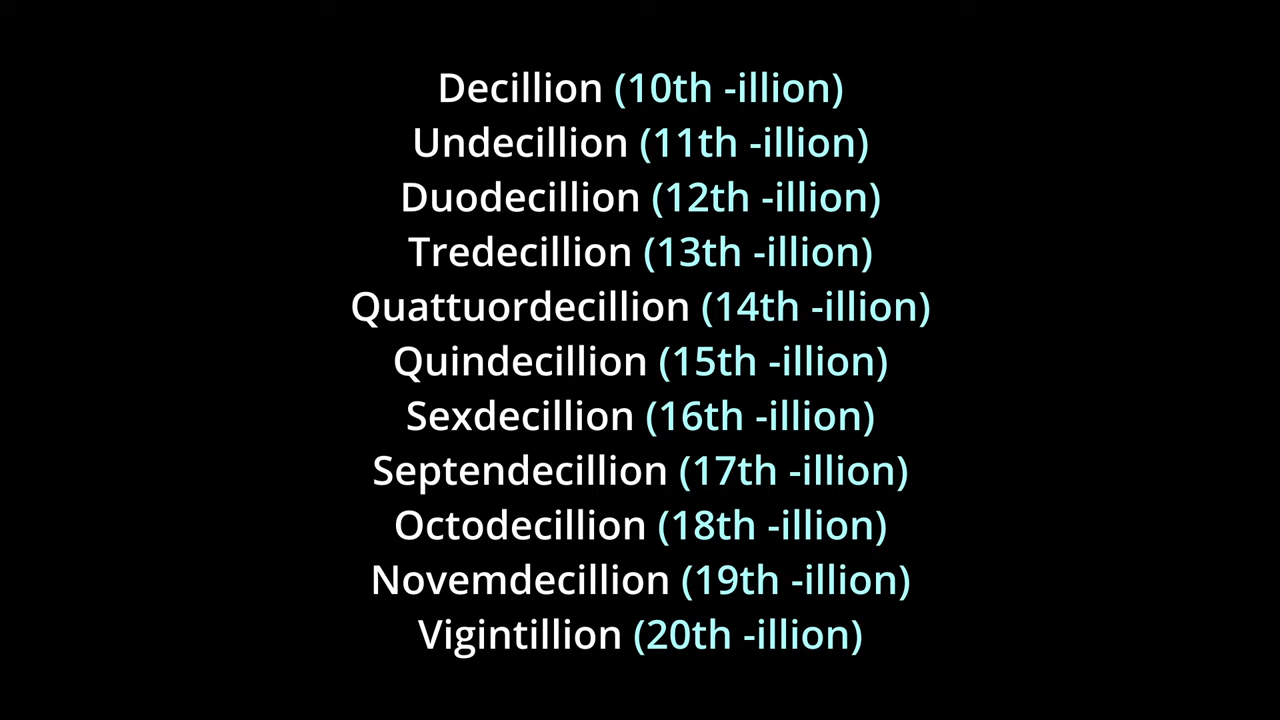 Decillion (10th -illion)
Undecillion (11th -illion)
Duodecillion (12th -illion)
Tredecillion (13th -illion)
Quattuordecillion (14th -illion)
Quindecillion (15th -illion)
Sexdecillion (16th -illion)
Septendecillion (17th -illion)
Octodecillion (18th -illion)
Novemdecillion (19th -illion)
Vigintillion (20th -illion)